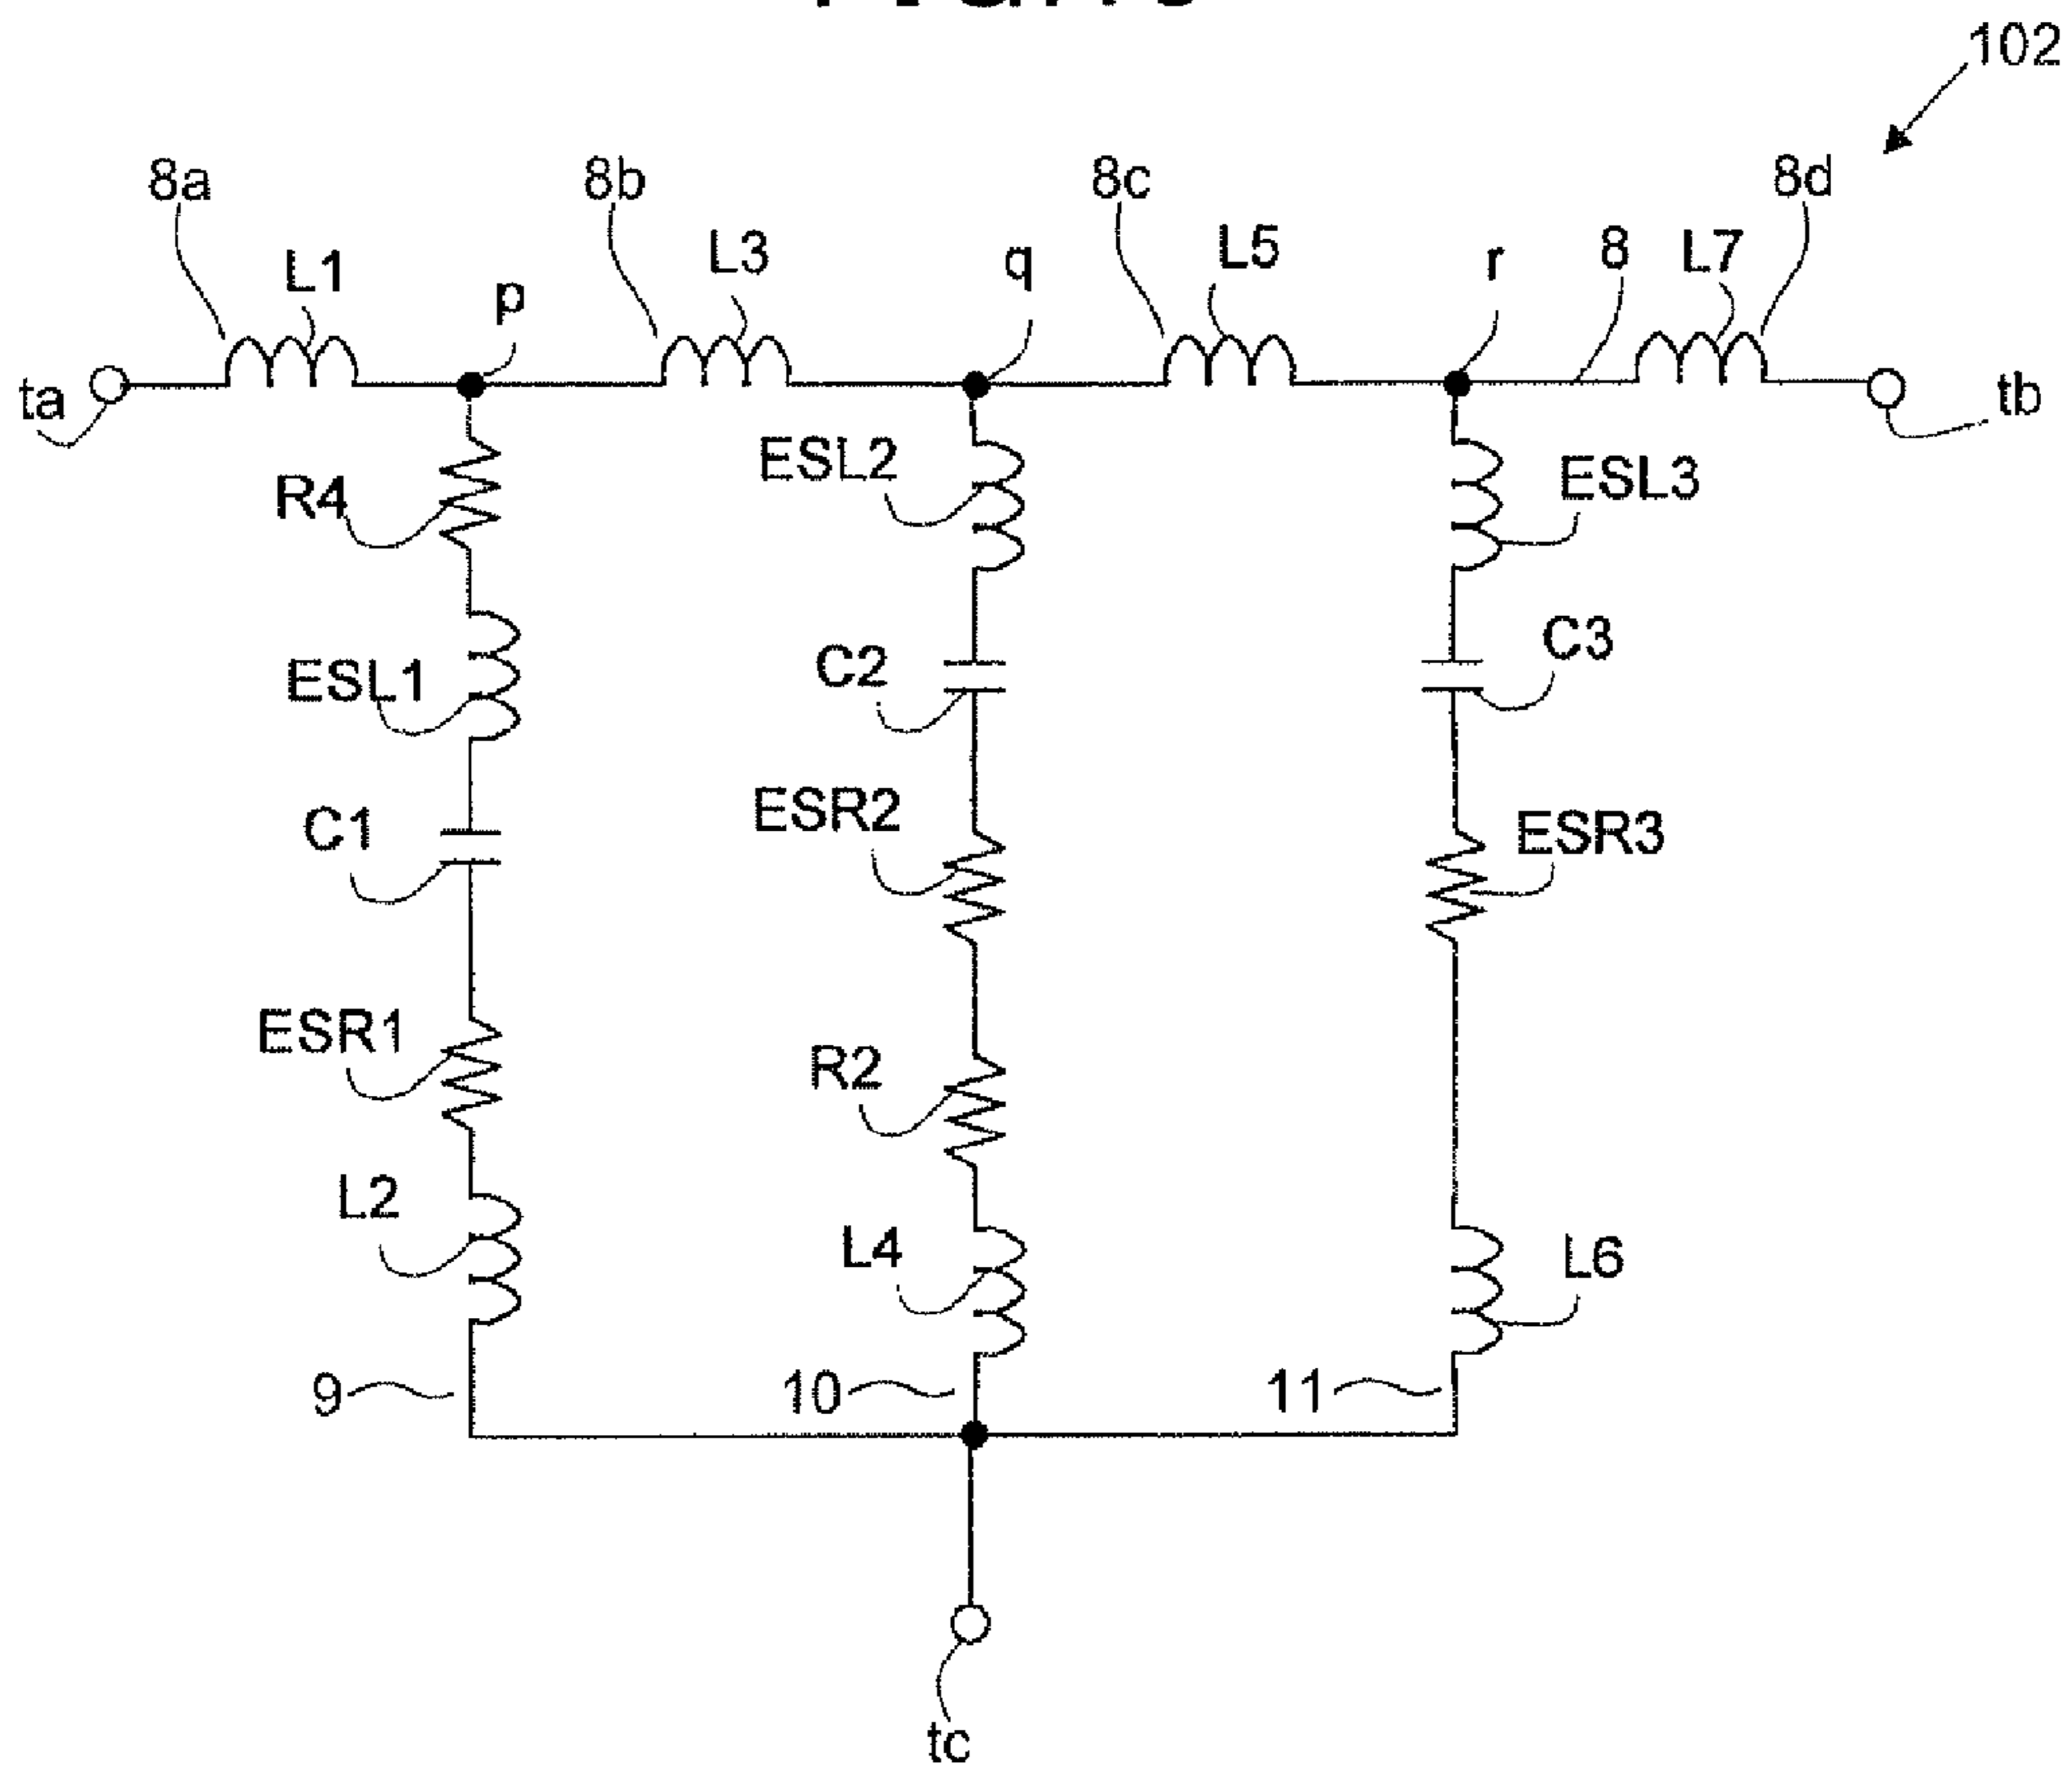 102
8a
8b
8c
8d
L1
L3
L5
8
L7
p
q
r
ta
tb
R4
ESL2
ESL3
ESL1
C2
C3
C1
ESR2
ESR3
ESR1
R2
L2
L4
L6
9
10
11
tc